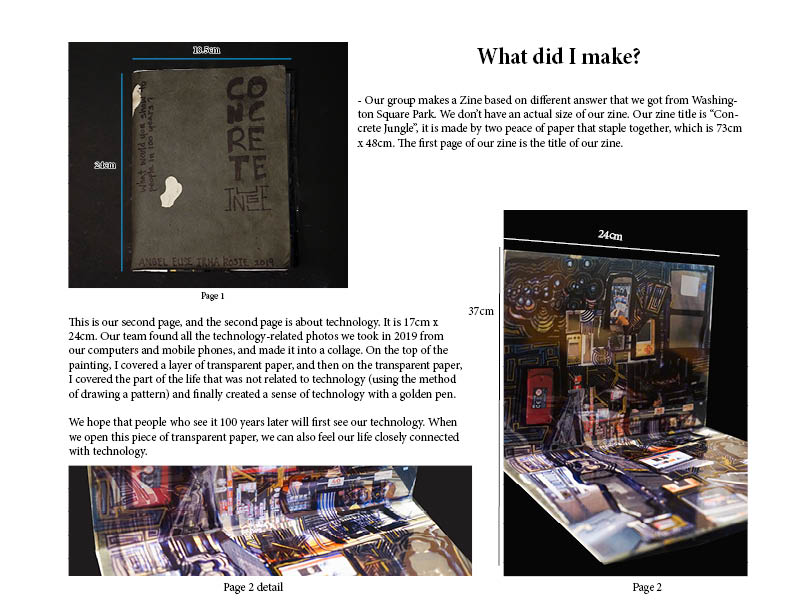 What did I make?
- Our group makes a Zine based on different answer that we got from Washing-
ton Square Park. We don't have an actual size of our zine. Our zine title is "Con-
crete Jungle", it is made by two peace of paper that staple together, which is 73cm
x 48cm. The first page of our zine is the title of our zine.
18.5cm
24cm
What would you show to
people in 100 years?
CO
NC
RE
TE
ANGEL ELISE IRHA ROSIE 2019
Page 1
This is our second page, and the second page is about technology. It is 17cm x
24cm. Our team found all the technology-related photos we took in 2019 from
our computers and mobile phones, and made it into a collage. On the top of the
painting, I covered a layer of transparent paper, and then on the transparent paper,
I covered the part of the life that was not related to technology (using the method
of drawing a pattern) and finally created a sense of technology with a golden pen.
We hope that people who see it 100 years later will first see our technology. When
we open this piece of transparent paper, we can also feel our life closely connected
with technology.
Page 2 detail
24cm
37cm
Page 2